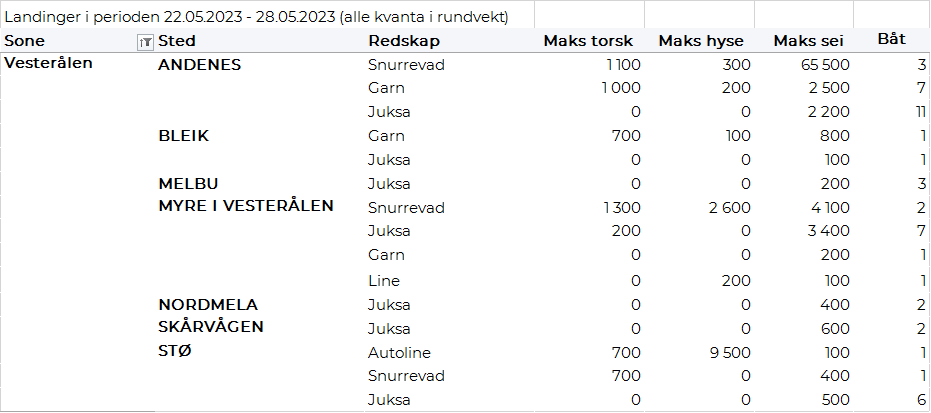 Landinger i perioden 22.05.2023 - 28.05.2023 (alle kvanta i rundvekt)
Sone Sted Redskap Maks torsk Maks hyse Maks sei Båt
Vesterålen ANDENES Snurrevad 1 100 300 65 500 3
Garn 1 000 200 2 500 7
Juksa 0 0 2 200 11
BLEIK Garn 700 100 800 1
Juksa 0 0 100 1
MELBU Juksa 0 0 200 3
MYRE I VESTERÅLEN Snurrevad 1 300 2 600 4 100 2
Juksa 200 0 3 400 7
Garn 0 0 200 1
Line 0 200 100 1
NORDMELA Juksa 0 0 400 2
SKÅRVÅGEN Juksa 0 0 600 2
STØ Autoline 700 9 500 100 1
Snurrevad 700 0 400 1
Juksa 0 0 500 6